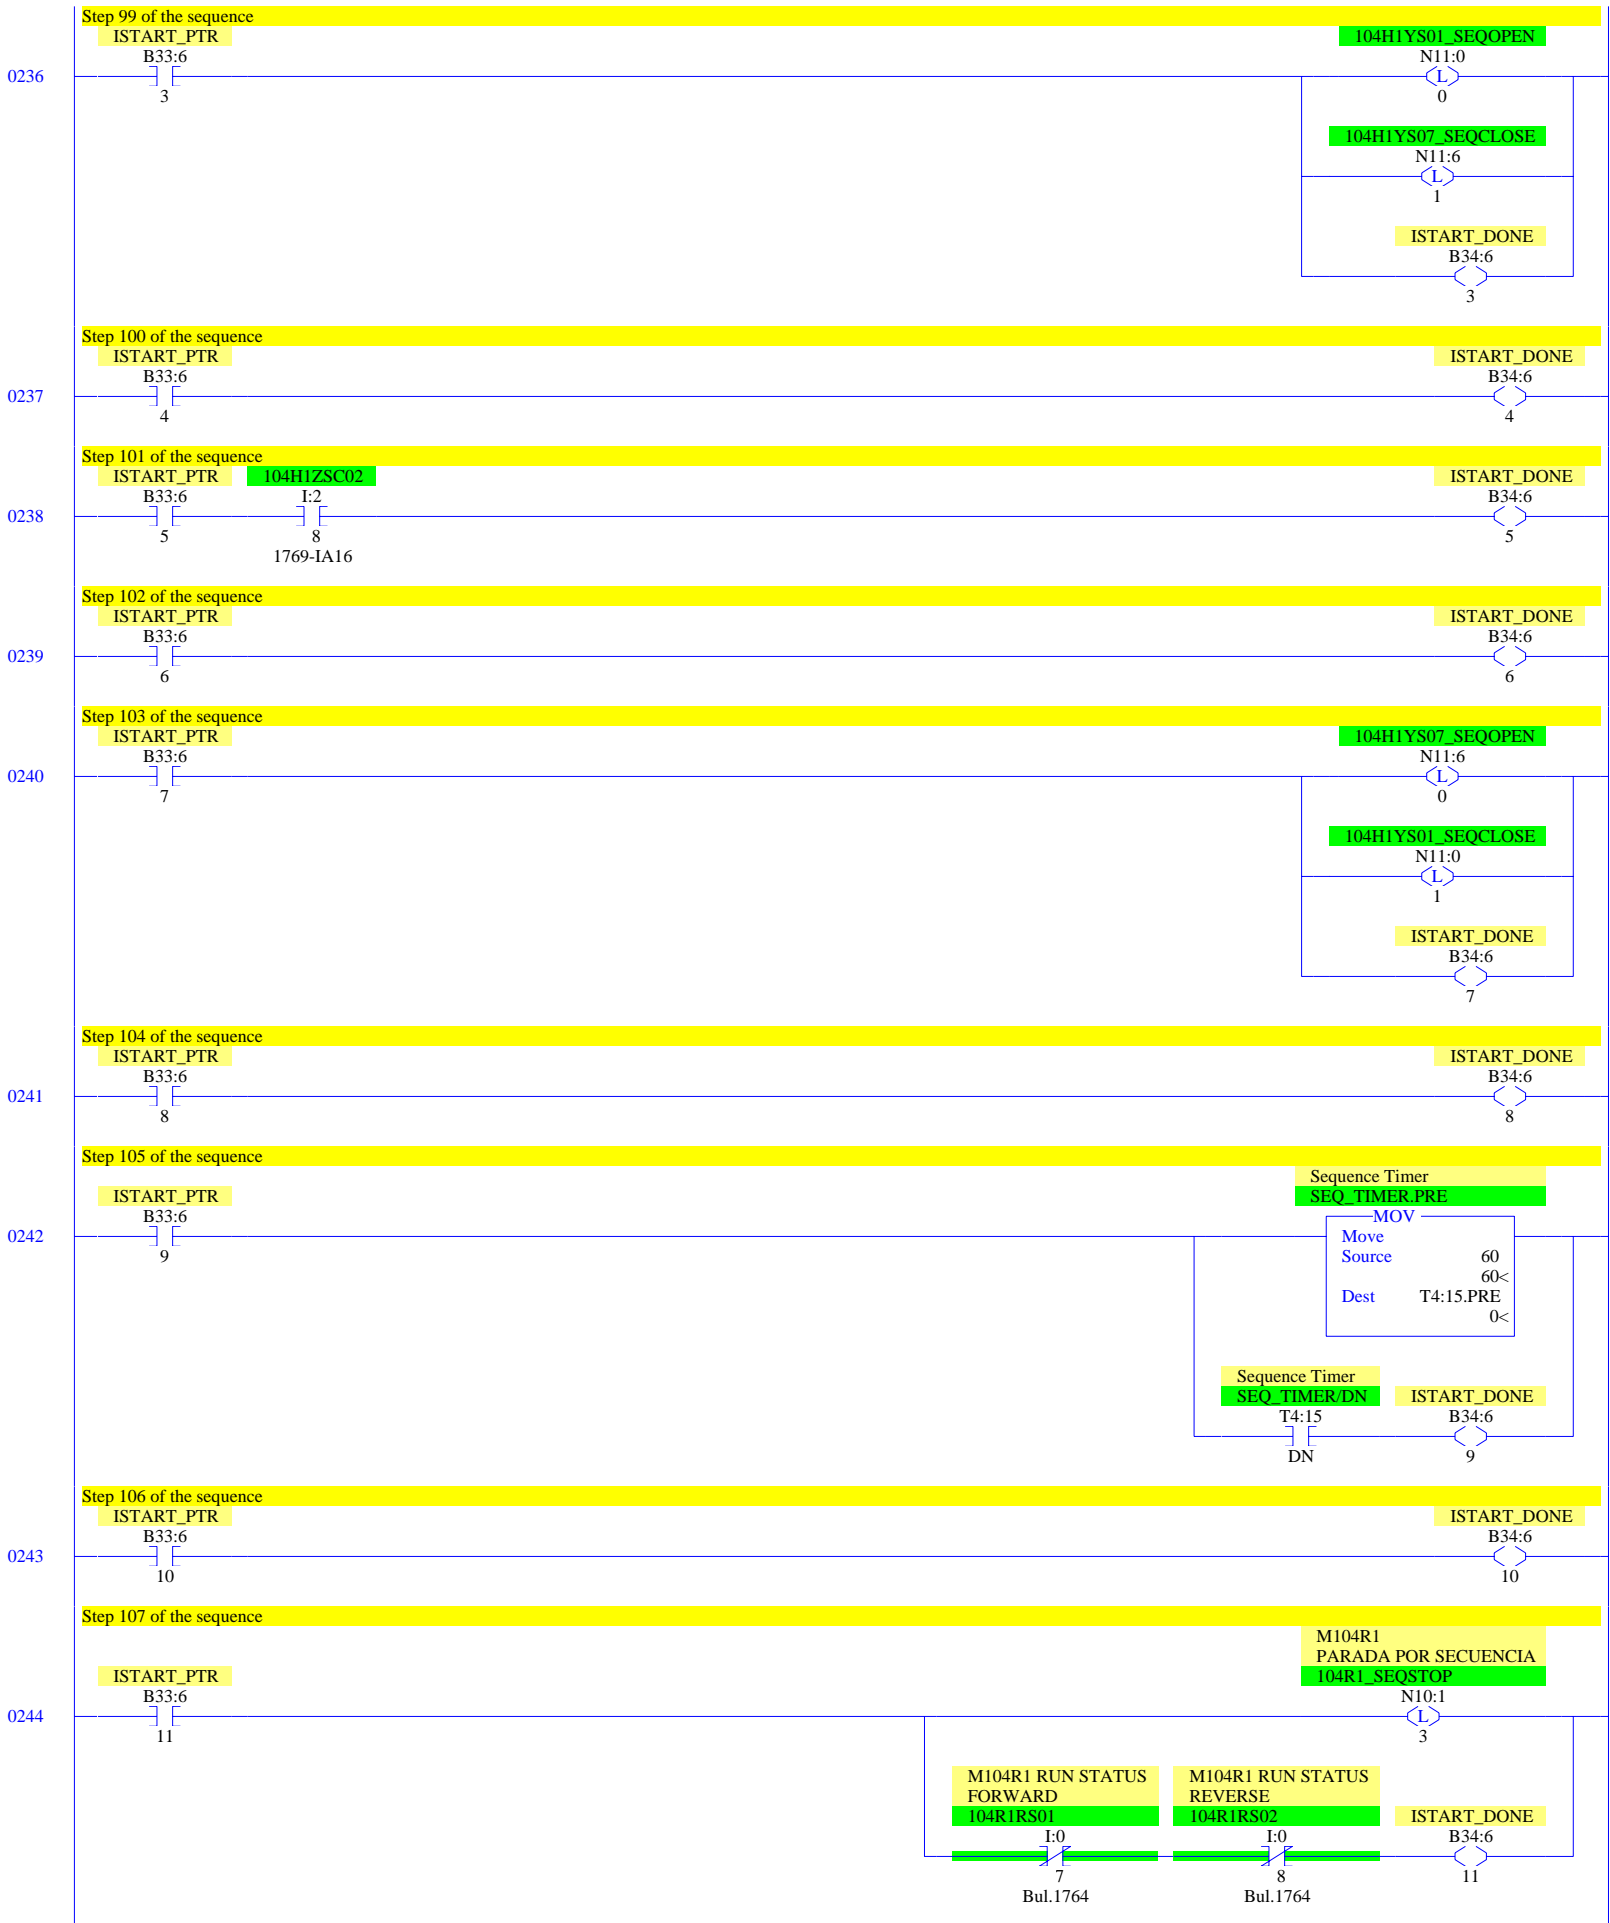 Step 99 of the sequence
ISTART_PTR 104H1YS01_SEQOPEN
B33:6 N11:0
0236 L
3 0
104H1YS07_SEQCLOSE
N11:6
L
1
ISTART_DONE
B34:6
3
Step 100 of the sequence
ISTART_PTR ISTART_DONE
B33:6 B34:6
0237
4 4
Step 101 of the sequence
ISTART_PTR 104H1ZSC02 ISTART_DONE
B33:6 I:2 B34:6
0238
5 8 5
1769-IA16
Step 102 of the sequence
ISTART_PTR ISTART_DONE
B33:6 B34:6
0239
6 6
Step 103 of the sequence
ISTART_PTR 104H1YS07_SEQOPEN
B33:6 N11:6
0240 L
7 0
104H1YS01_SEQCLOSE
N11:0
L
1
ISTART_DONE
B34:6
7
Step 104 of the sequence
ISTART_PTR ISTART_DONE
B33:6 B34:6
0241
8 8
Step 105 of the sequence
Sequence Timer
ISTART_PTR SEQ_TIMER.PRE
B33:6 MOV
0242 Move
9 Source 60
60<
Dest T4:15.PRE
0<
Sequence Timer
SEQ_TIMER/DN ISTART_DONE
T4:15 B34:6
DN 9
Step 106 of the sequence
ISTART_PTR ISTART_DONE
B33:6 B34:6
0243
10 10
Step 107 of the sequence
M104R1
PARADA POR SECUENCIA
ISTART_PTR 104R1_SEQSTOP
B33:6 N10:1
0244 L
11 3
M104R1 RUN STATUS M104R1 RUN STATUS
FORWARD REVERSE
104R1RS01 104R1RS02 ISTART_DONE
I:0 I:0 B34:6
7 8 11
Bul.1764 Bul.1764